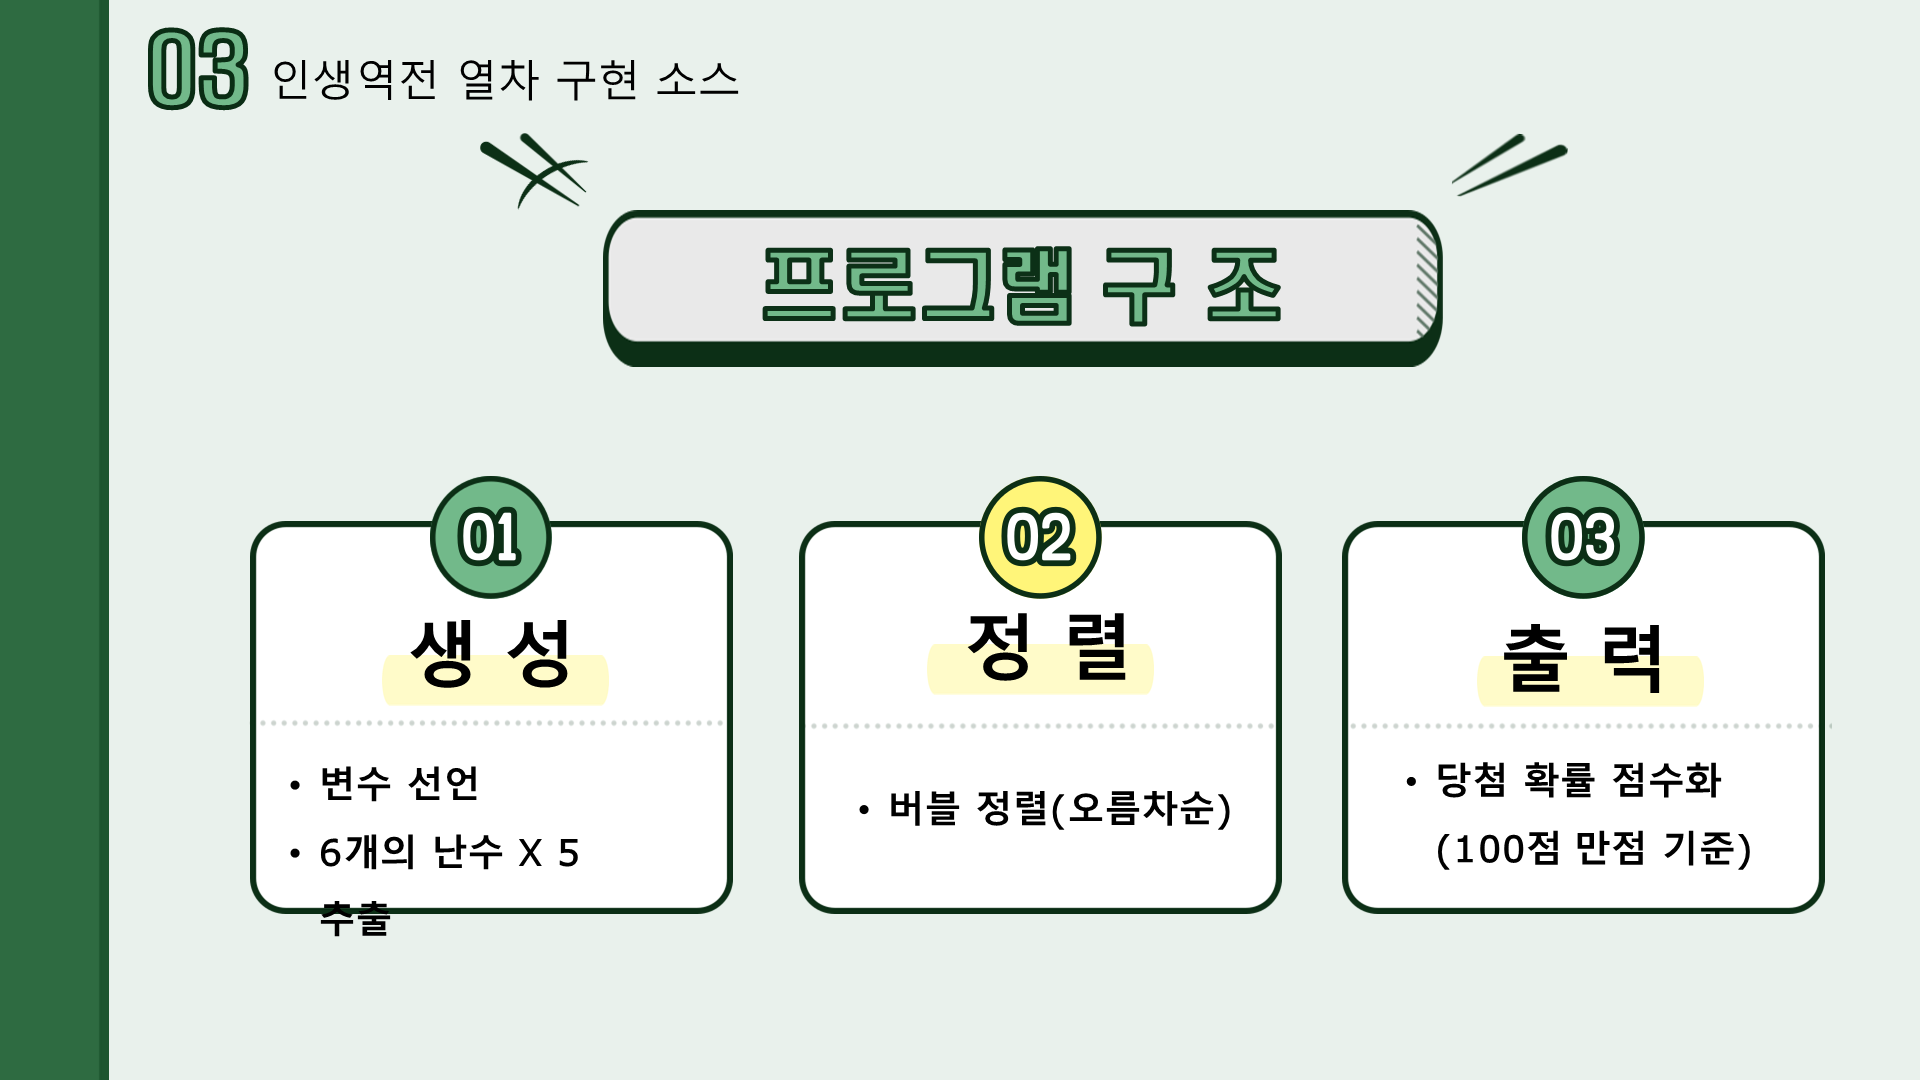 03 인생역전 열차 구현 소스
프로그램 구 조
01
생 성
• 변수 선언
• 6개의 난수 X 5
추출
02
정 렬
• 버블 정렬(오름차순)
03
출 력
• 당첨 확률 점수화
(100점 만점 기준)